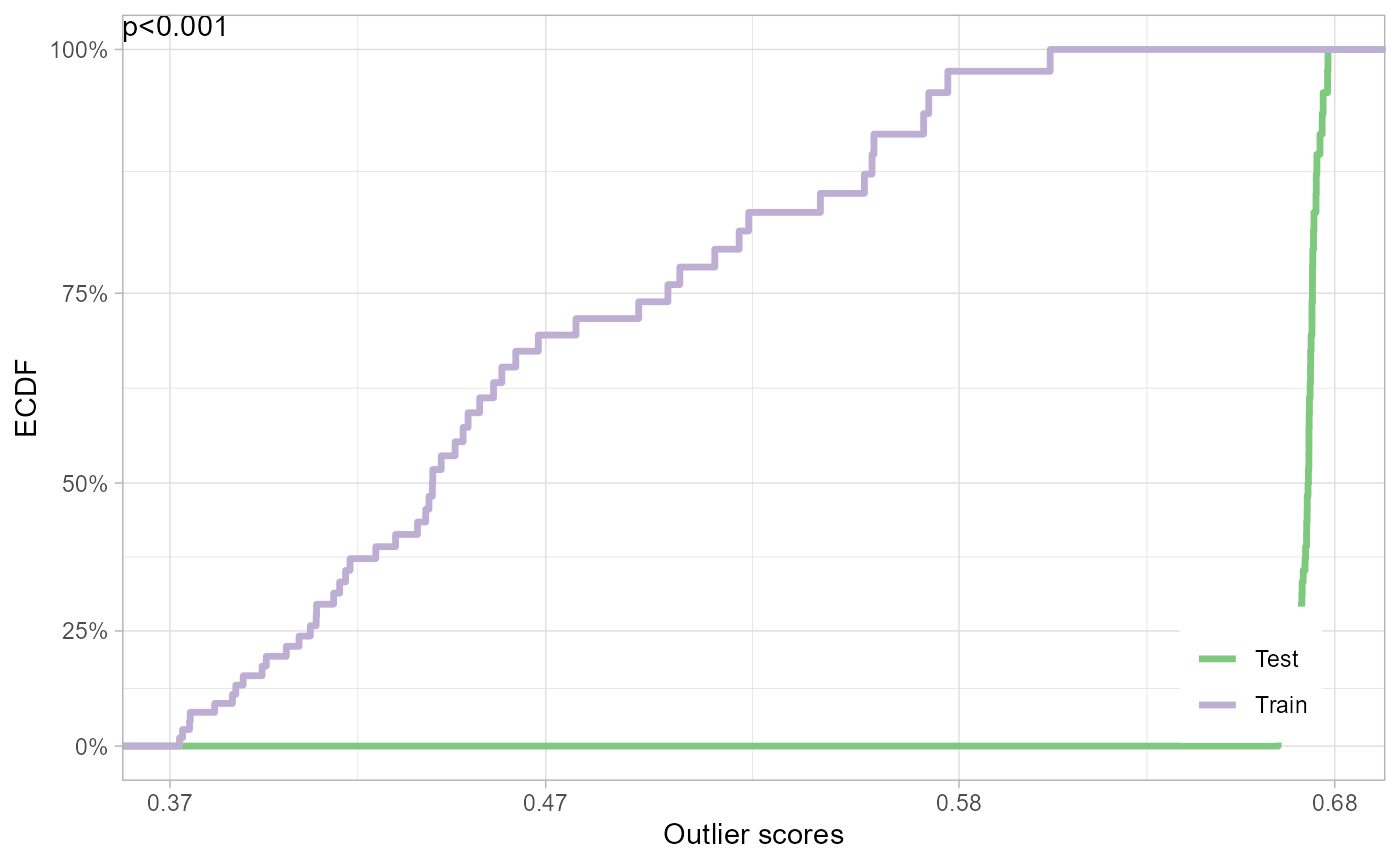 p<0.001
100%
75%
50%
25%
0%
ECDF
Test
Train
0.37 0.47 0.58 0.68
Outlier scores